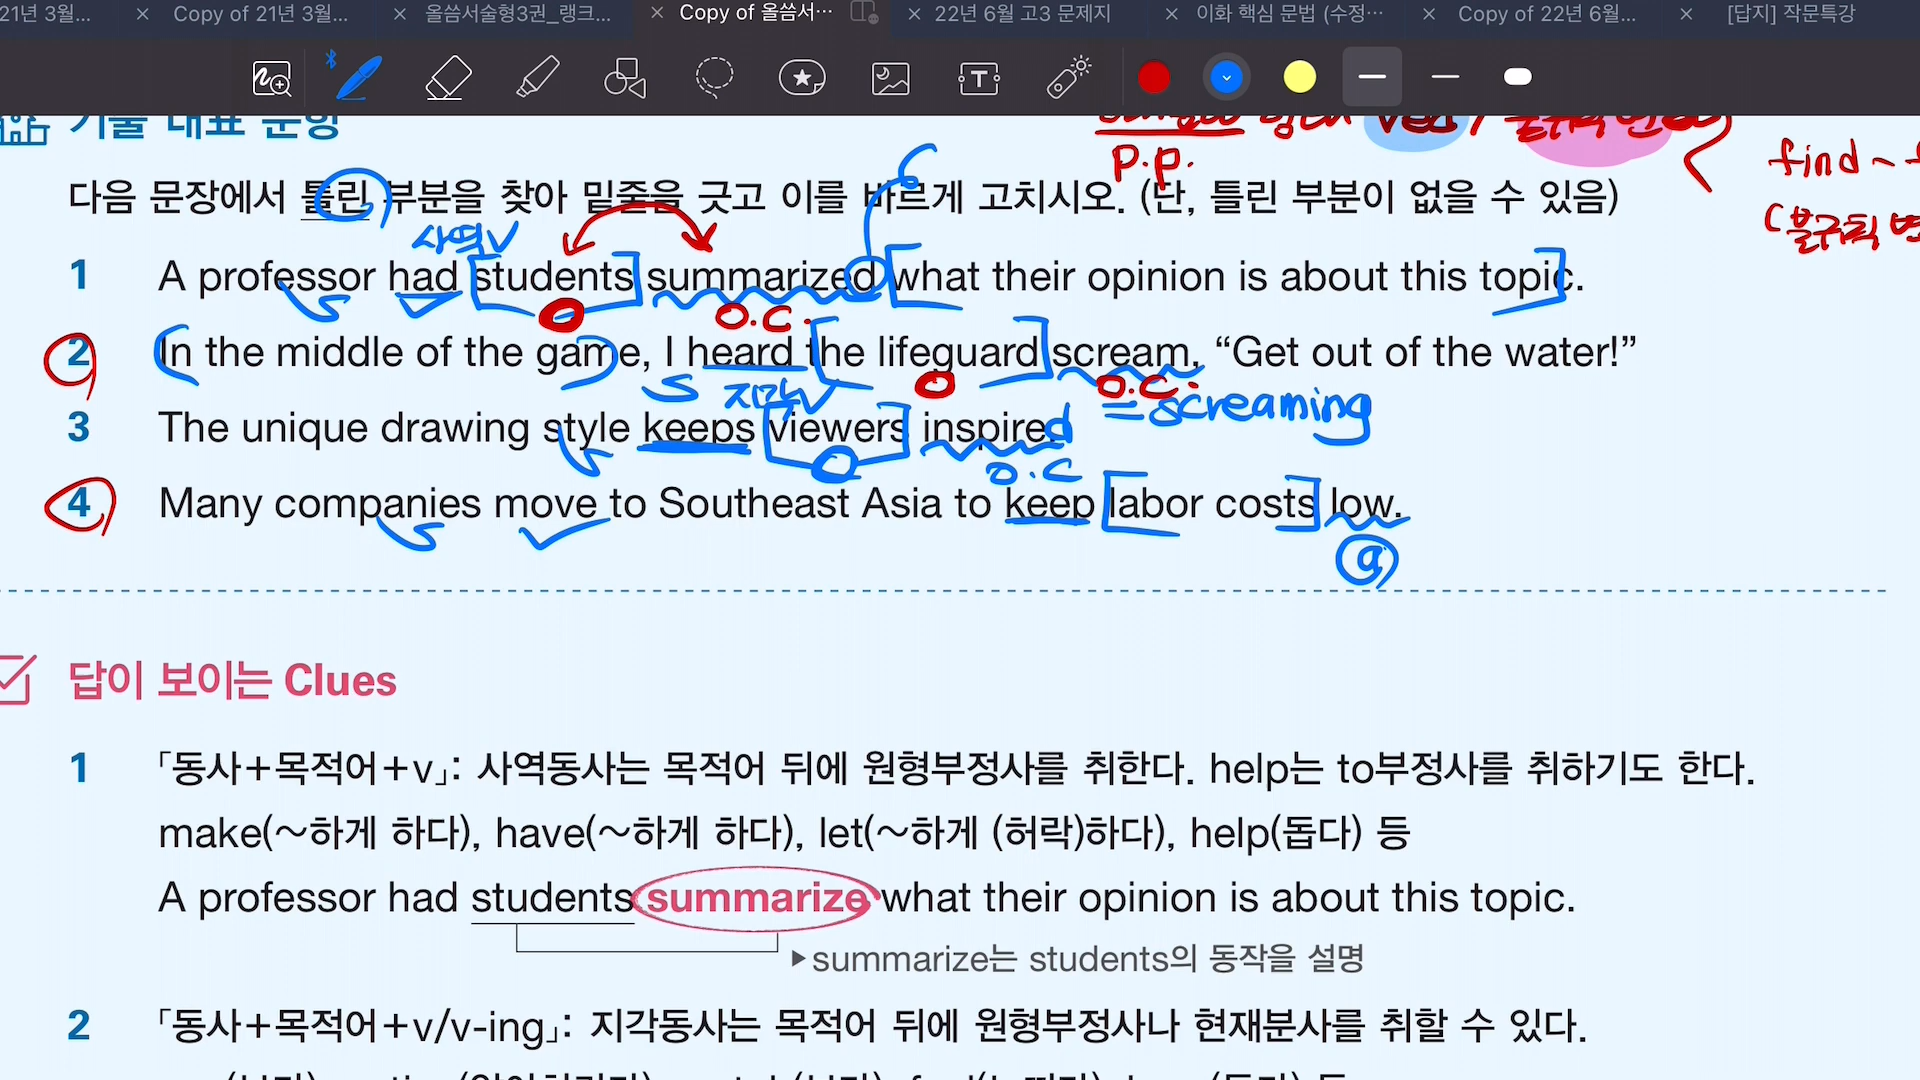 21년 3월... × Copy of 21년 3월... × 올씀서술형3권_랭크... × Copy of 올씀서... × 22년 6월 고3 문제지 × 이화 핵심 문법 (수정... × Copy of 22년 6월... × [답지] 작문특강
기출 대표 문항
p.p.
find ~
다음 문장에서 틀린 부분을 찾아 밑줄을 긋고 이를 바르게 고치시오. (단, 틀린 부분이 없을 수 있음)
(불규칙 변
사역V
1 A professor had students summarized what their opinion is about this topic.
O O.C.
2 In the middle of the game, I heard the lifeguard scream, “Get out of the water!”
S 지각V O O.C. = screaming
3 The unique drawing style keeps viewers inspired
S O O.C
4 Many companies move to Southeast Asia to keep labor costs low.
S ⓐ
답이 보이는 Clues
1 「동사+목적어+v」: 사역동사는 목적어 뒤에 원형부정사를 취한다. help는 to부정사를 취하기도 한다.
make(~하게 하다), have(~하게 하다), let(~하게 (허락)하다), help(돕다) 등
A professor had students summarize what their opinion is about this topic.
▶summarize는 students의 동작을 설명
2 「동사+목적어+v/v-ing」: 지각동사는 목적어 뒤에 원형부정사나 현재분사를 취할 수 있다.